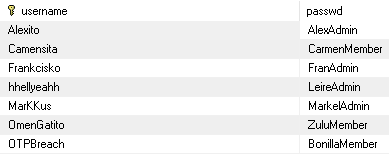 username passwd
Alexito AlexAdmin
Camensita CarmenMember
Frankcisko FranAdmin
hhellyeahh LeireAdmin
MarKKus MarkelAdmin
OmenGatito ZuluMember
OTPBreach BonillaMember